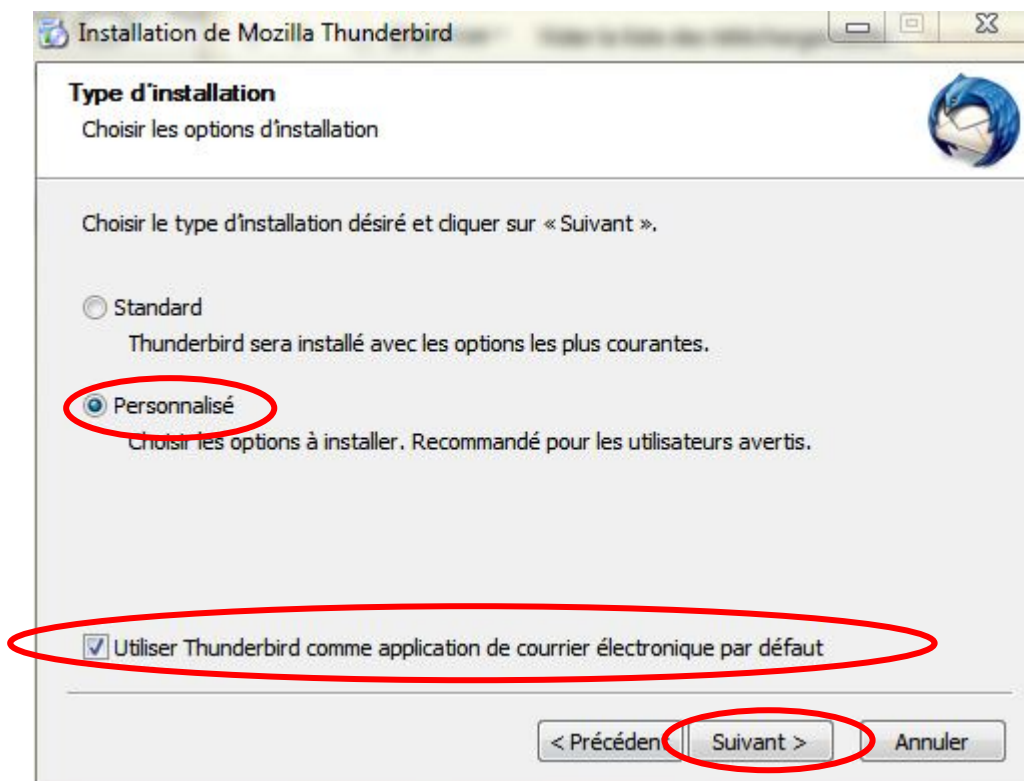 Installation de Mozilla Thunderbird
Type d'installation
Choisir les options d'installation
Choisir le type d'installation désiré et cliquer sur « Suivant ».
Standard
Thunderbird sera installé avec les options les plus courantes.
Personnalisé
Choisir les options à installer. Recommandé pour les utilisateurs avertis.
Utiliser Thunderbird comme application de courrier électronique par défaut
< Précédent Suivant > Annuler